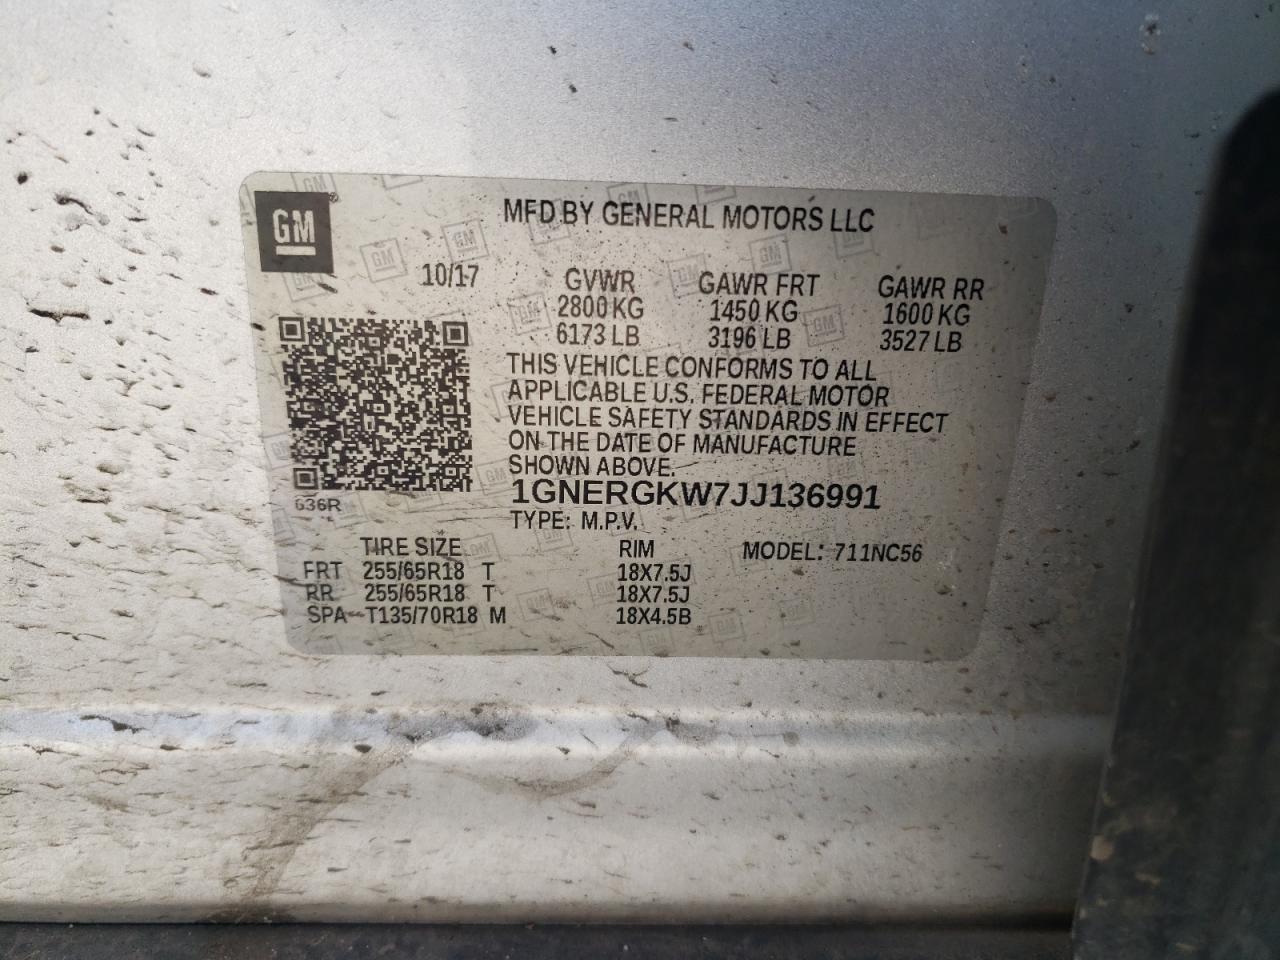 GM
MFD BY GENERAL MOTORS LLC
10/17 GVWR GAWR FRT GAWR RR
2800 KG 1450 KG 1600 KG
6173 LB 3196 LB 3527 LB
THIS VEHICLE CONFORMS TO ALL
APPLICABLE U.S. FEDERAL MOTOR
VEHICLE SAFETY STANDARDS IN EFFECT
ON THE DATE OF MANUFACTURE
SHOWN ABOVE.
1GNERGKW7JJ136991
636R
TYPE: M.P.V.
TIRE SIZE RIM MODEL: 711NC56
FRT 255/65R18 T 18X7.5J
RR 255/65R18 T 18X7.5J
SPA T135/70R18 M 18X4.5B